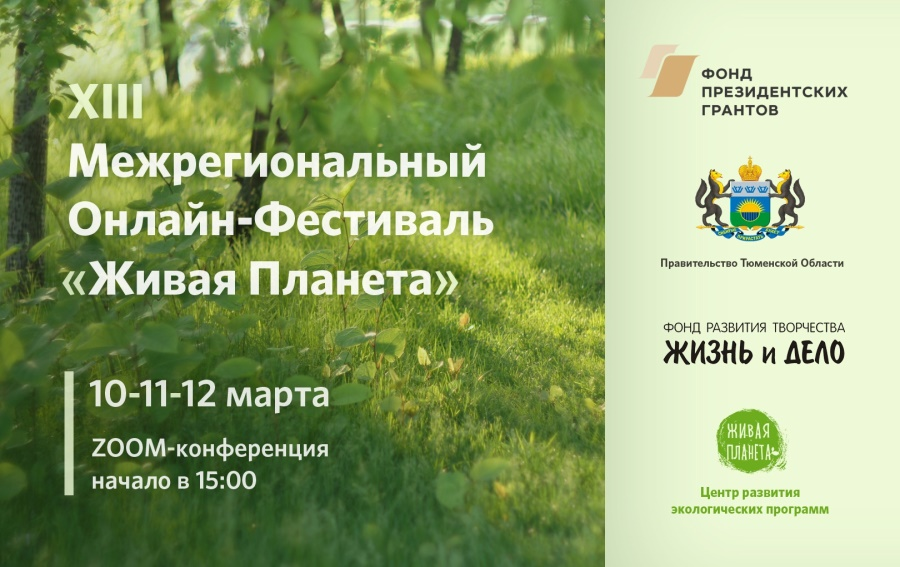 XIII
Межрегиональный
Онлайн-Фестиваль
«Живая Планета»
10-11-12 марта
ZOOM-конференция
начало в 15:00
ФОНД
ПРЕЗИДЕНТСКИХ
ГРАНТОВ
Правительство Тюменской Области
ФОНД РАЗВИТИЯ ТВОРЧЕСТВА
ЖИЗНЬ и ДЕЛО
ЖИВАЯ
ПЛАНЕТА
Центр развития
экологических программ